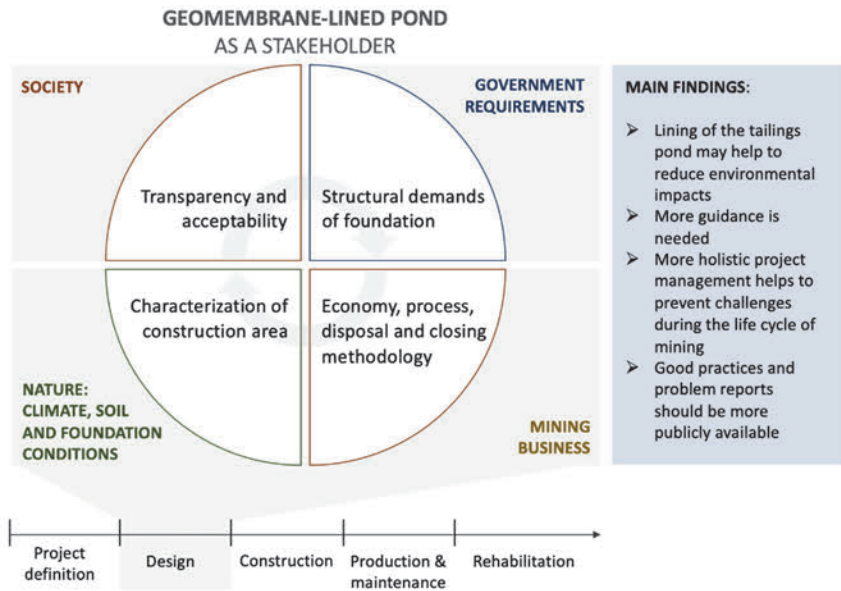 GEOMEMBRANE-LINED POND
AS A STAKEHOLDER
SOCIETY
GOVERNMENT
REQUIREMENTS
Transparency and
acceptability
Structural demands
of foundation
Characterization of
construction area
Economy, process,
disposal and closing
methodology
NATURE:
CLIMATE, SOIL
AND FOUNDATION
CONDITIONS
MINING
BUSINESS
MAIN FINDINGS:
➢ Lining of the tailings
pond may help to
reduce environmental
impacts
➢ More guidance is
needed
➢ More holistic project
management helps to
prevent challenges
during the life cycle of
mining
➢ Good practices and
problem reports
should be more
publicly available
Project
definition
Design
Construction
Production &
maintenance
Rehabilitation